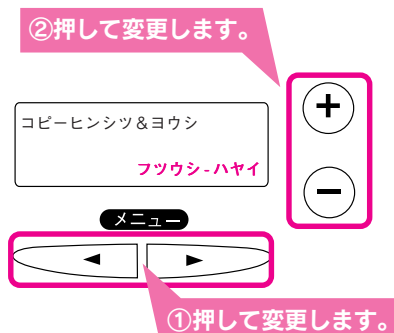 ②押して変更します。
コピーヒンシツ&ヨウシ
フツウシ-ハヤイ
+
−
メニュー
◄ ►
①押して変更します。